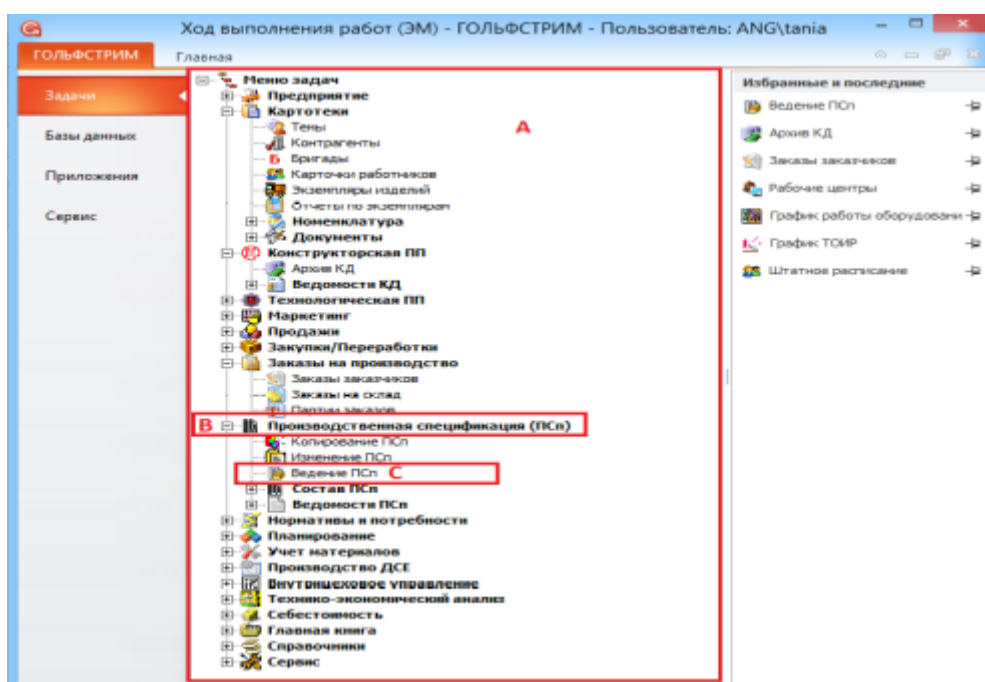 Ход выполнения работ (ЭМ) - ГОЛЬФСТРИМ - Пользователь: ANG\tania
ГОЛЬФСТРИМ Главная
Задачи
Базы данных
Приложения
Сервис
A
Меню задач
Предприятие
Картотеки
Тены
Контрагенты
Б Бригады
Карточки работников
Экземпляры изделий
Отчеты по экземплярам
Номенклатура
Документы
Конструкторская ПП
Архив КД
Ведомости КД
Технологическая ПП
Маркетинг
Продажи
Закупки/Переработки
Заказы на производство
Заказы заказчиков
Заказы на склад
Партии заказов
B Производственная спецификация (ПСп)
Копирование ПСп
Изменение ПСп
Ведение ПСп C
Состав ПСп
Ведомости ПСп
Нормативы и потребности
Планирование
Учет материалов
Производство ДСЕ
Внутрицеховое управление
Технико-экономический анализ
Себестоимость
Главная книга
Справочники
Сервис
Избранные и последние
Ведение ПСп
Архив КД
Заказы заказчиков
Рабочие центры
График работы оборудовани
График ТОИР
Штатное расписание